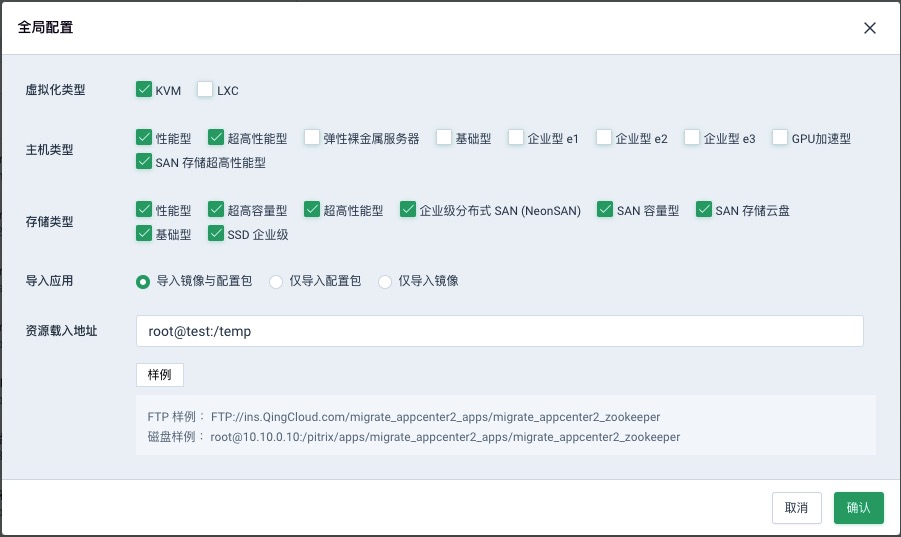 全局配置
虚拟化类型 KVM LXC
主机类型 性能型 超高性能型 弹性裸金属服务器 基础型 企业型 e1 企业型 e2 企业型 e3 GPU加速型
SAN 存储超高性能型
存储类型 性能型 超高容量型 超高性能型 企业级分布式 SAN (NeonSAN) SAN 容量型 SAN 存储云盘
基础型 SSD 企业级
导入应用 导入镜像与配置包 仅导入配置包 仅导入镜像
资源载入地址 root@test:/temp
样例
FTP 样例： FTP://ins.QingCloud.com/migrate_appcenter2_apps/migrate_appcenter2_zookeeper
磁盘样例： root@10.10.0.10:/pitrix/apps/migrate_appcenter2_apps/migrate_appcenter2_zookeeper
取消 确认